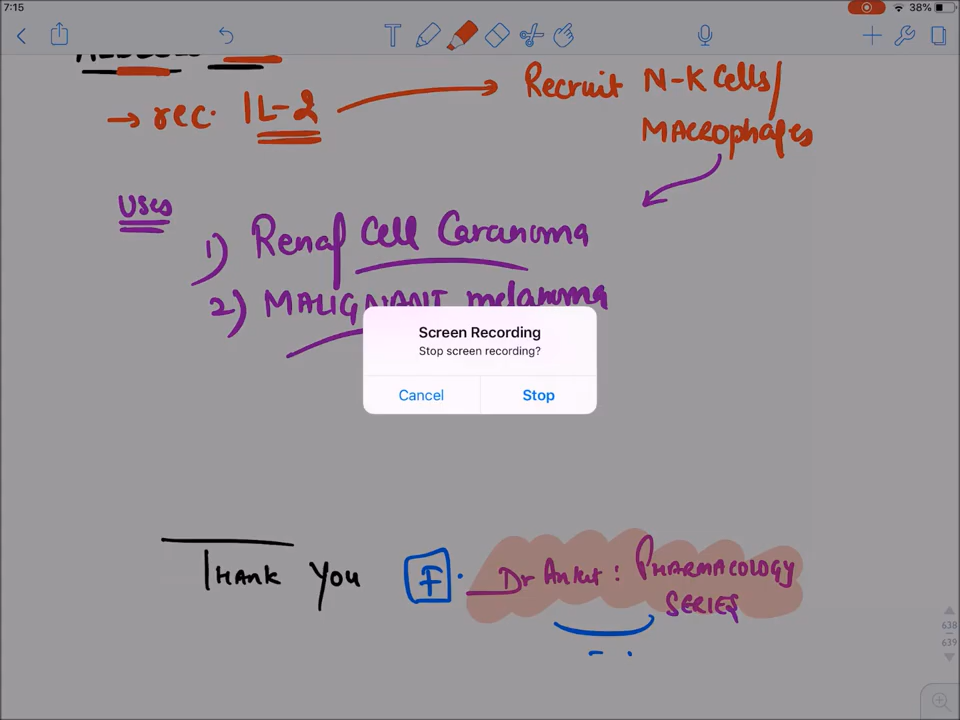 7:15
38%
T
→ rec. IL-2 → Recruit N-K Cells/
Macrophages
Uses
1) Renal Cell Caranoma
2) MALIGNANT melanoma
Screen Recording
Stop screen recording?
Cancel
Stop
Thank You
F
Dr Ankit : PHARMACOLOGY
SERIES
638
639